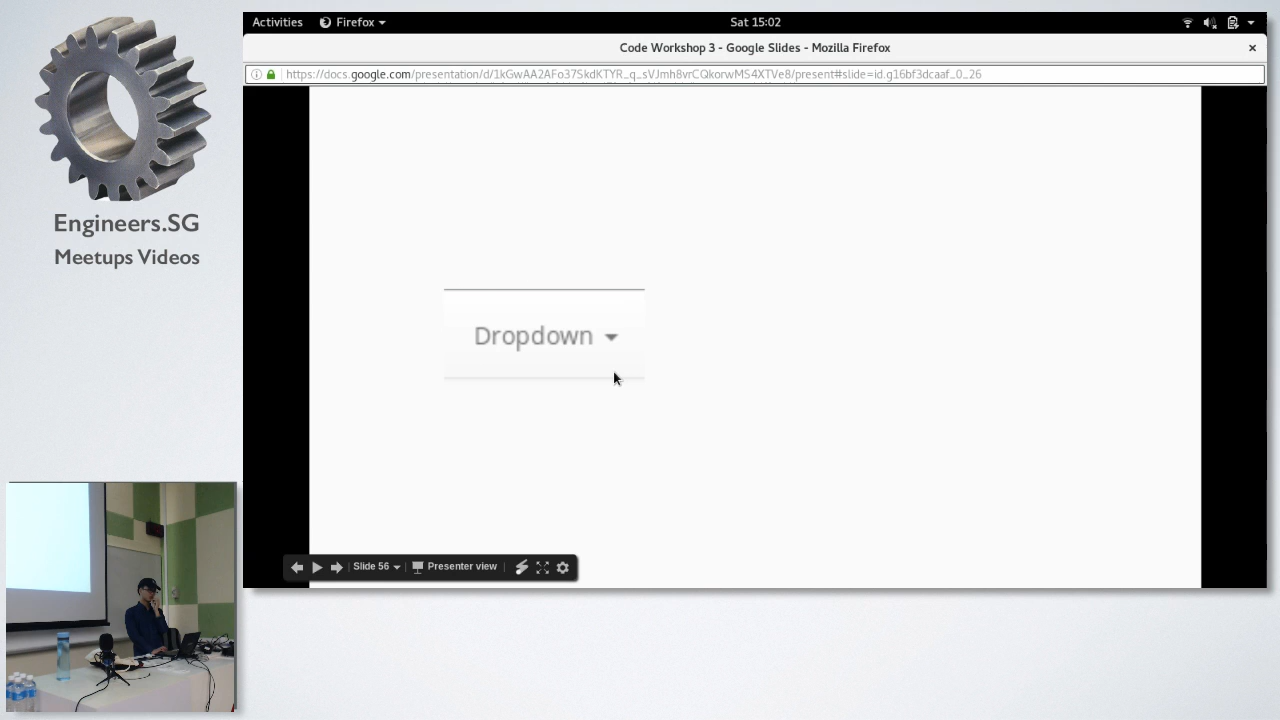 Activities
Firefox
Sat 15:02
Code Workshop 3 - Google Slides - Mozilla Firefox
https://docs.google.com/presentation/d/1kGwAA2AFo37SkdKTYR_q_sVJmh8vrCQkorwMS4XTVe8/present#slide=id.g16bf3dcaaf_0_26
Engineers.SG
Meetups Videos
Dropdown
Slide 56
Presenter view